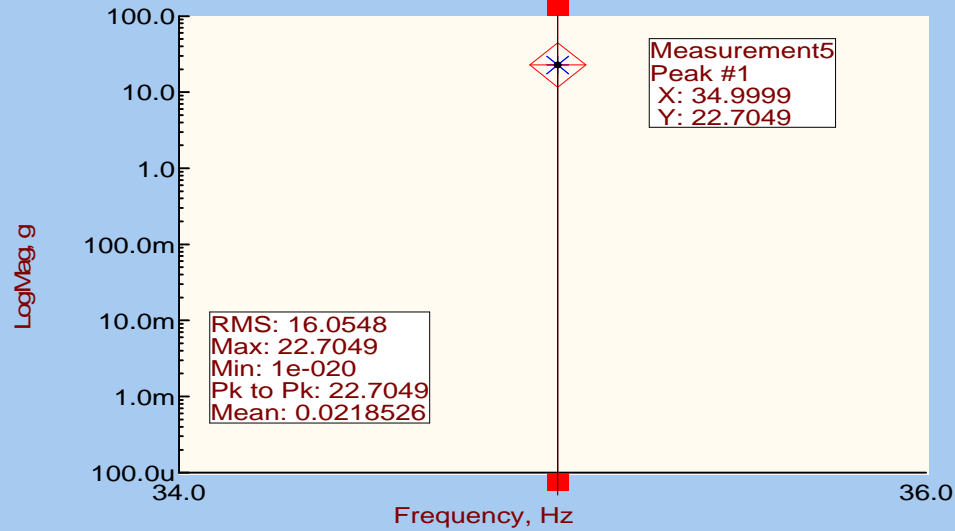 100.0
10.0
1.0
100.0m
10.0m
1.0m
100.0u
LogMag, g
Measurement5
Peak #1
X: 34.9999
Y: 22.7049
RMS: 16.0548
Max: 22.7049
Min: 1e-020
Pk to Pk: 22.7049
Mean: 0.0218526
34.0
36.0
Frequency, Hz